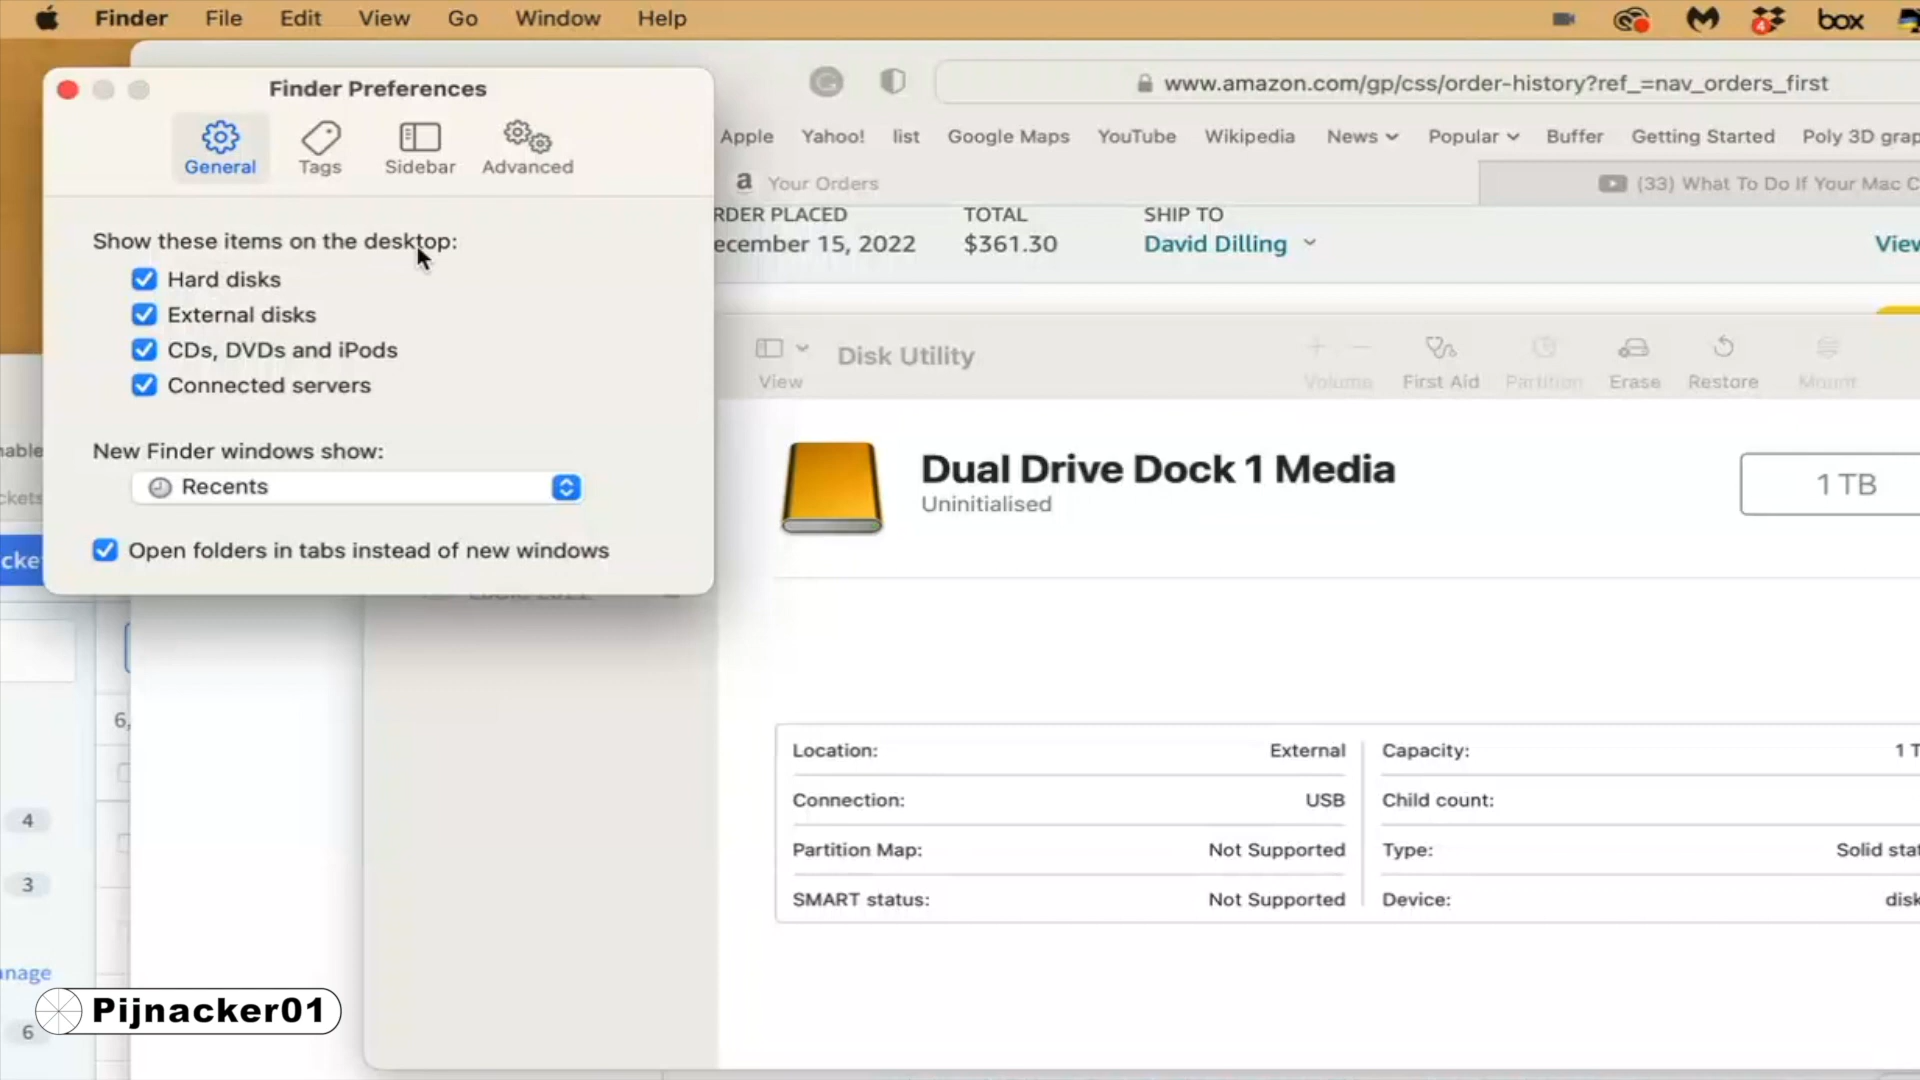 Finder File Edit View Go Window Help
4 box
Finder Preferences
www.amazon.com/gp/css/order-history?ref_=nav_orders_first
General Tags Sidebar Advanced
Apple Yahoo! list Google Maps YouTube Wikipedia News Popular Buffer Getting Started Poly 3D grap
a Your Orders
(33) What To Do If Your Mac C
RDER PLACED TOTAL SHIP TO
ecember 15, 2022 $361.30 David Dilling View
Show these items on the desktop:
Hard disks
External disks
CDs, DVDs and iPods
Connected servers
New Finder windows show:
Recents
Open folders in tabs instead of new windows
View Disk Utility
Volume First Aid Partition Erase Restore Mount
Dual Drive Dock 1 Media
Uninitialised
1 TB
Location: External
Capacity: 1 T
Connection: USB
Child count:
Partition Map: Not Supported
Type: Solid stat
SMART status: Not Supported
Device: disk
nable
ckets
cke
6,
4
3
nage
6
Pijnacker01